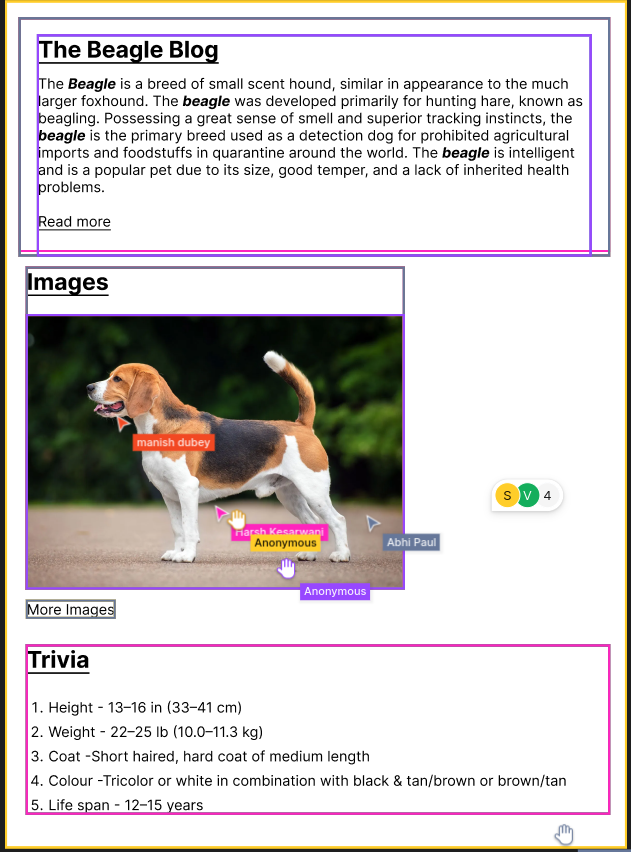 The Beagle Blog
The Beagle is a breed of small scent hound, similar in appearance to the much
larger foxhound. The beagle was developed primarily for hunting hare, known as
beagling. Possessing a great sense of smell and superior tracking instincts, the
beagle is the primary breed used as a detection dog for prohibited agricultural
imports and foodstuffs in quarantine around the world. The beagle is intelligent
and is a popular pet due to its size, good temper, and a lack of inherited health
problems.
Read more
Images
manish dubey
Harsh Kesarwani
Anonymous
Abhi Paul
Anonymous
S V 4
More Images
Trivia
1. Height - 13–16 in (33–41 cm)
2. Weight - 22–25 lb (10.0–11.3 kg)
3. Coat -Short haired, hard coat of medium length
4. Colour -Tricolor or white in combination with black & tan/brown or brown/tan
5. Life span - 12–15 years